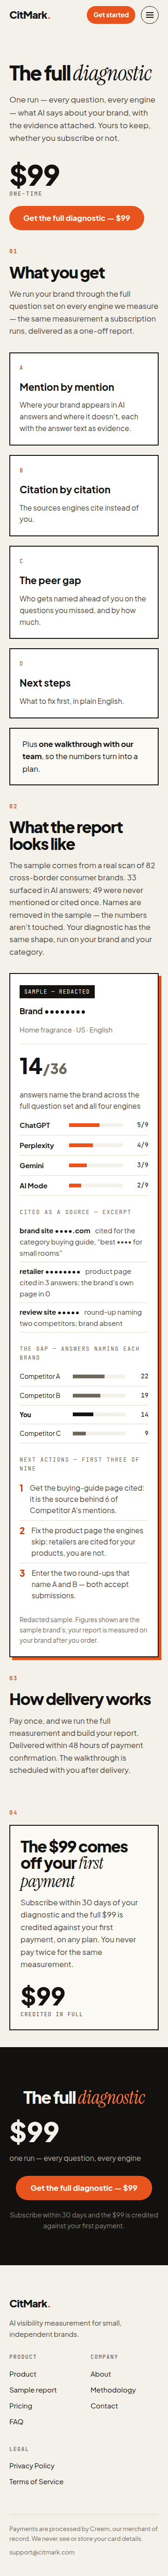 CitMark.
Get started
The full diagnostic
One run — every question, every engine
— what AI says about your brand, with
the evidence attached. Yours to keep,
whether you subscribe or not.
$99
ONE-TIME
Get the full diagnostic — $99
01
What you get
We run your brand through the full
question set on every engine we measure
— the same measurement a subscription
runs, delivered as a one-off report.
A
Mention by mention
Where your brand appears in AI
answers and where it doesn't, each
with the answer text as evidence.
B
Citation by citation
The sources engines cite instead of
you.
C
The peer gap
Who gets named ahead of you on the
questions you missed, and by how
much.
D
Next steps
What to fix first, in plain English.
Plus one walkthrough with our
team, so the numbers turn into a
plan.
02
What the report
looks like
The sample comes from a real scan of 82
cross-border consumer brands. 33
surfaced in AI answers; 49 were never
mentioned or cited once. Names are
removed in the sample — the numbers
aren't touched. Your diagnostic has the
same shape, run on your brand and your
category.
SAMPLE — REDACTED
Brand ●●●●●●●●
Home fragrance · US · English
14/36
answers name the brand across the
full question set and all four engines
ChatGPT 5/9
Perplexity 4/9
Gemini 3/9
AI Mode 2/9
CITED AS A SOURCE — EXCERPT
brand site ●●●●.com cited for the
category buying guide, “best ●●●● for
small rooms”
retailer ●●●●●●●● product page
cited in 3 answers; the brand's own
page in 0
review site ●●●●● round-up naming
two competitors; brand absent
THE GAP — ANSWERS NAMING EACH
BRAND
Competitor A 22
Competitor B 19
You 14
Competitor C 9
NEXT ACTIONS — FIRST THREE OF
NINE
1 Get the buying-guide page cited:
it is the source behind 6 of
Competitor A's mentions.
2 Fix the product page the engines
skip: retailers are cited for your
products, you are not.
3 Enter the two round-ups that
name A and B — both accept
submissions.
Redacted sample. Figures shown are the
sample brand's; your report is measured on
your brand after you order.
03
How delivery works
Pay once, and we run the full
measurement and build your report.
Delivered within 48 hours of payment
confirmation. The walkthrough is
scheduled with you after delivery.
04
The $99 comes
off your first
payment
Subscribe within 30 days of your
diagnostic and the full $99 is
credited against your first
payment, on any plan. You never
pay twice for the same
measurement.
$99
CREDITED IN FULL
The full diagnostic
$99
one run — every question, every engine
Get the full diagnostic — $99
Subscribe within 30 days and the $99 is credited
against your first payment.
CitMark.
AI visibility measurement for small,
independent brands.
PRODUCT
Product
Sample report
Pricing
FAQ
COMPANY
About
Methodology
Contact
LEGAL
Privacy Policy
Terms of Service
Payments are processed by Creem, our merchant of
record. We never see or store your card details.
support@citmark.com